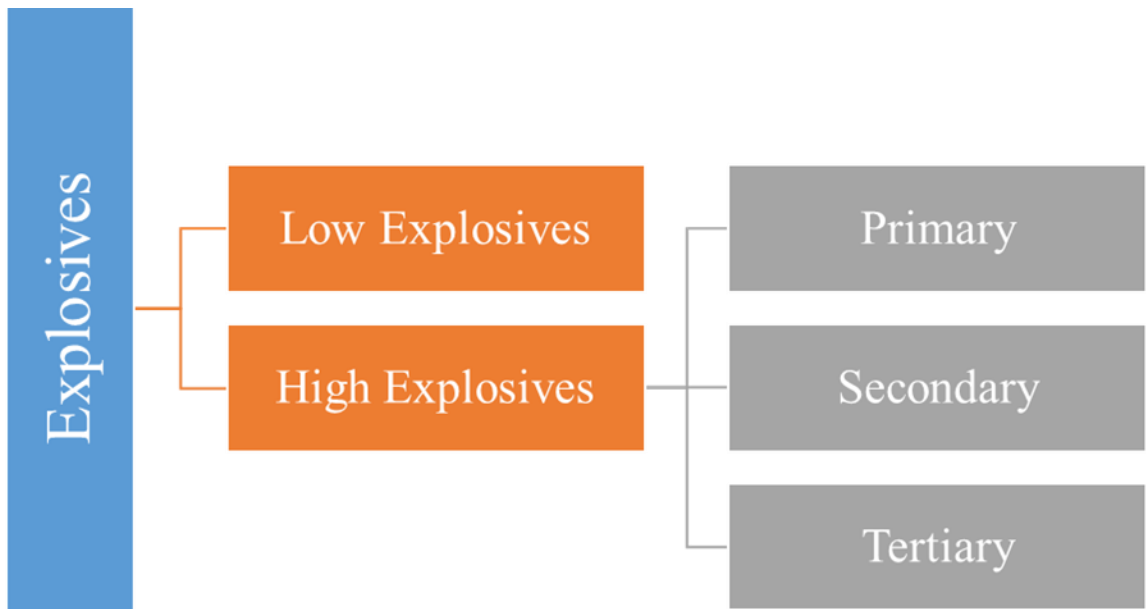 Explosives
Low Explosives
High Explosives
Primary
Secondary
Tertiary